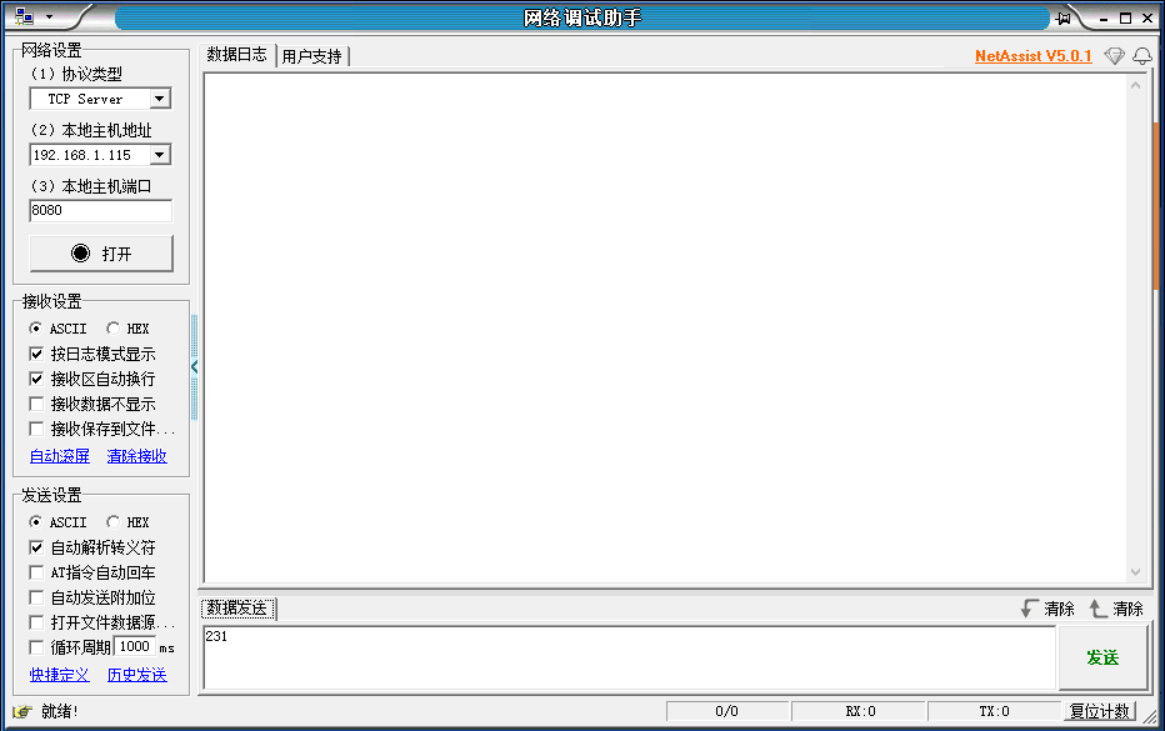 网络调试助手
网络设置
(1) 协议类型
TCP Server
(2) 本地主机地址
192.168.1.115
(3) 本地主机端口
8080
打开
接收设置
ASCII HEX
按日志模式显示
接收区自动换行
接收数据不显示
接收保存到文件...
自动滚屏 清除接收
发送设置
ASCII HEX
自动解析转义符
AT指令自动回车
自动发送附加位
打开文件数据源...
循环周期 1000 ms
快捷定义 历史发送
数据日志 用户支持
NetAssist V5.0.1
数据发送 清除 清除
231
发送
就绪! 0/0 RX:0 TX:0 复位计数